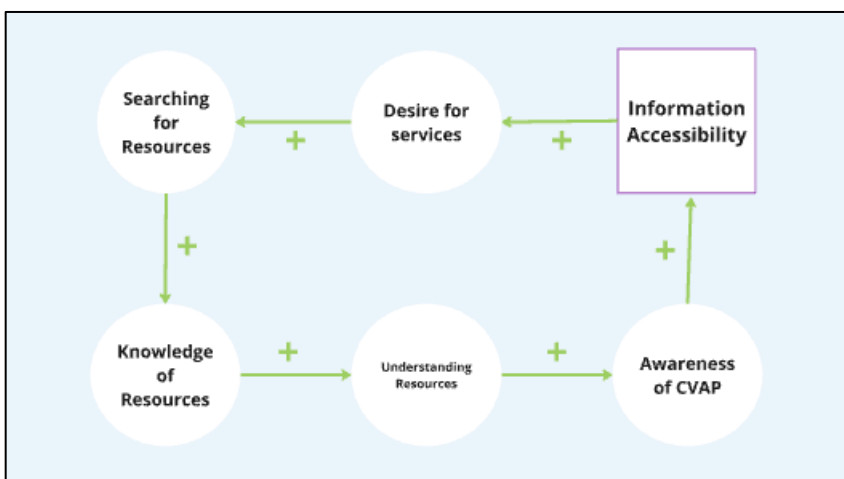 Searching
for
Resources
Desire for
services
Information
Accessibility
+
+
+
+
Knowledge
of
Resources
+
Understanding
Resources
+
Awareness
of CVAP